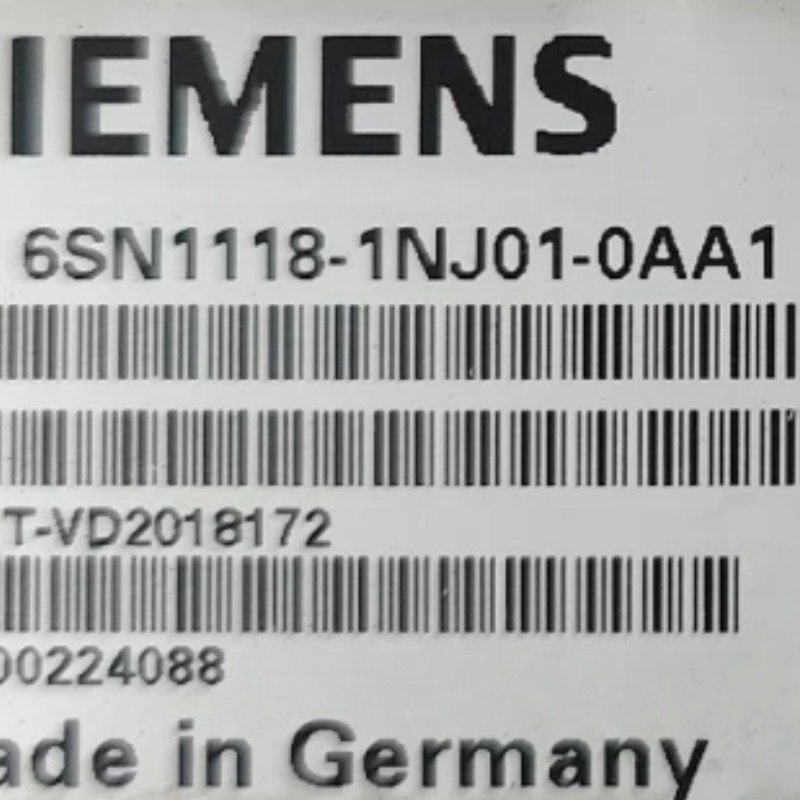 IEMENS
6SN1118-1NJ01-0AA1
T-VD2018172
00224088
ade in Germany